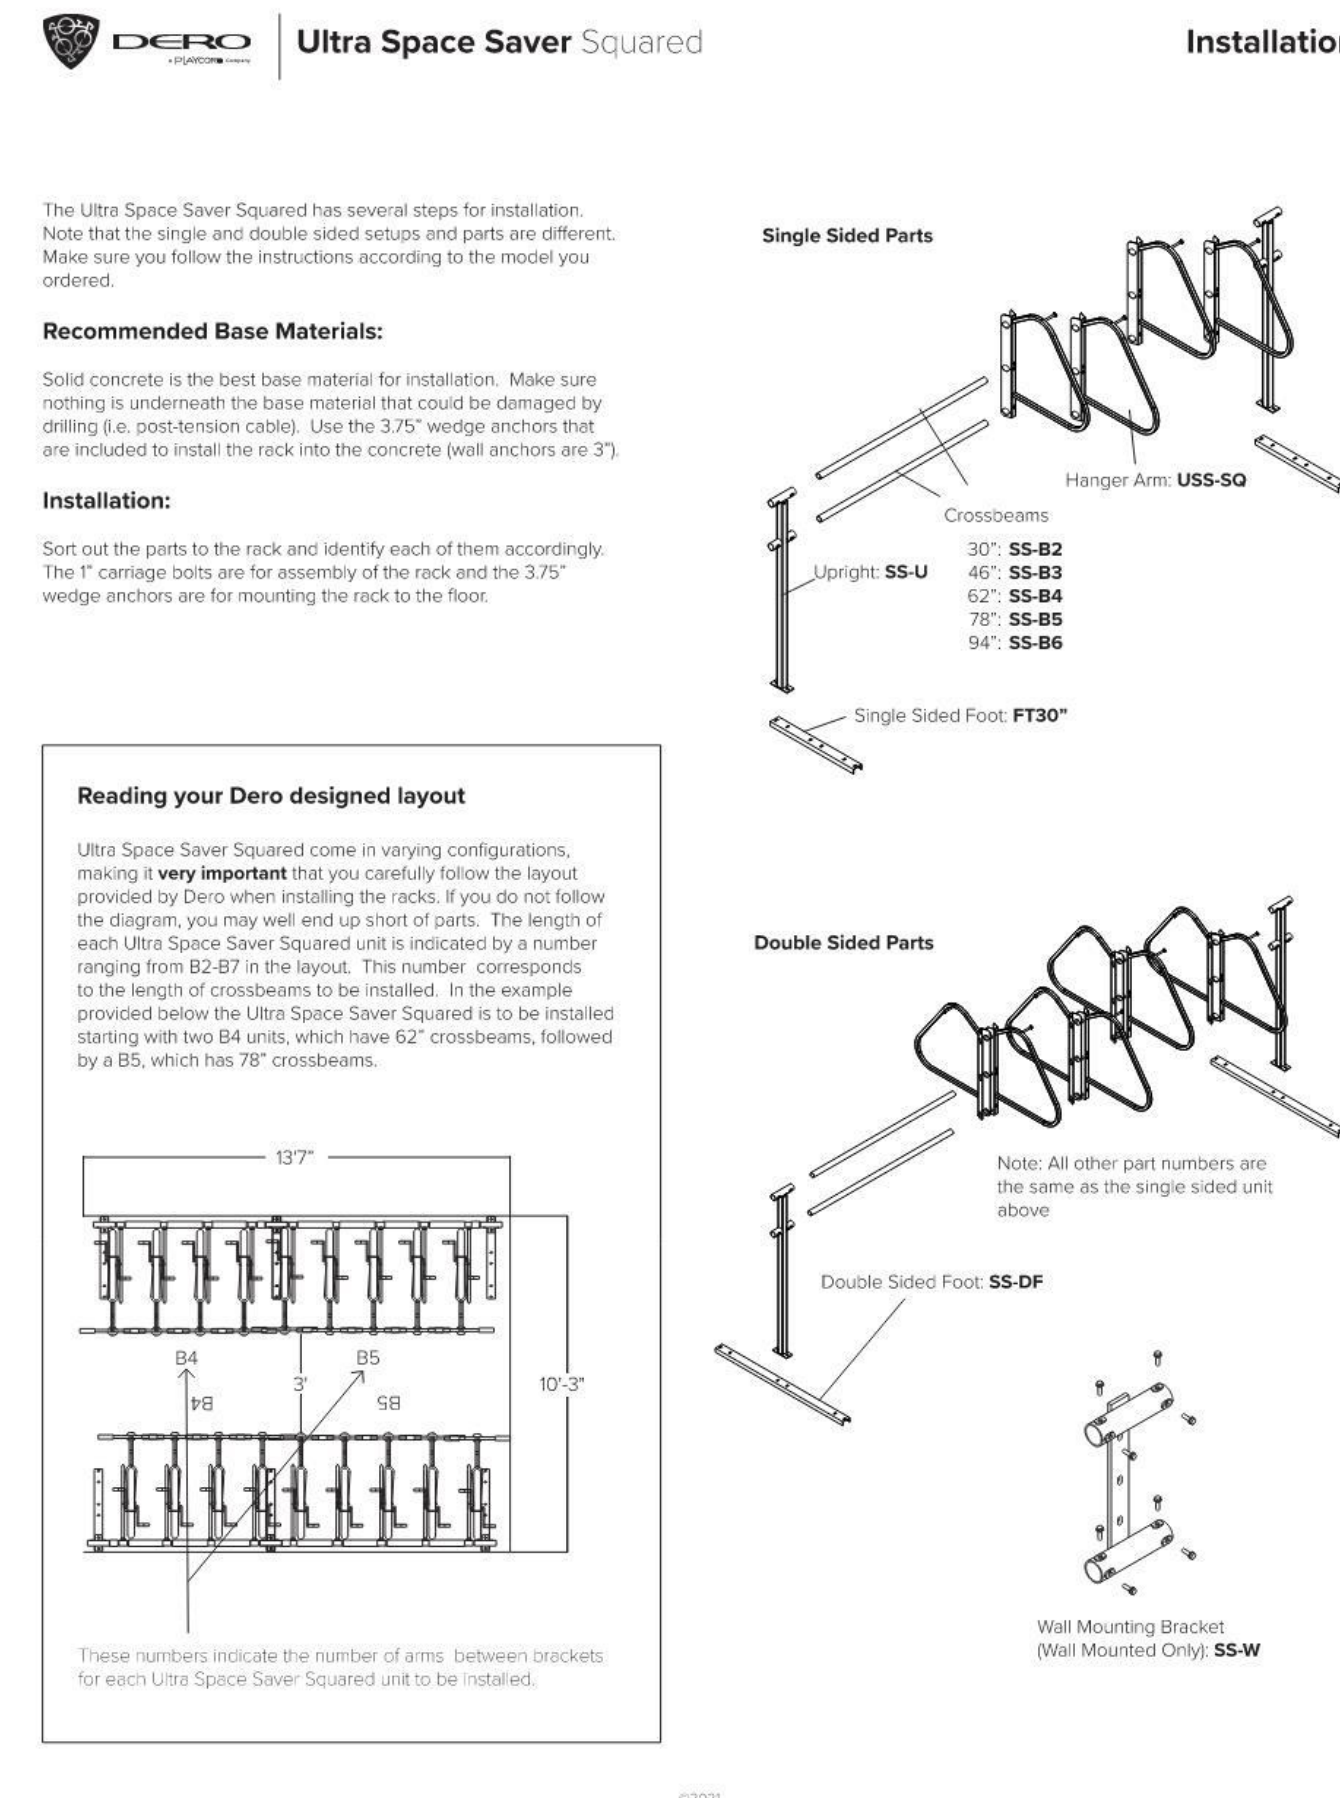 DERO
a PLAYCORE company
Ultra Space Saver Squared
Installation
The Ultra Space Saver Squared has several steps for installation.
Note that the single and double sided setups and parts are different.
Make sure you follow the instructions according to the model you
ordered.
Recommended Base Materials:
Solid concrete is the best base material for installation. Make sure
nothing is underneath the base material that could be damaged by
drilling (i.e. post-tension cable). Use the 3.75" wedge anchors that
are included to install the rack into the concrete (wall anchors are 3").
Installation:
Sort out the parts to the rack and identify each of them accordingly.
The 1" carriage bolts are for assembly of the rack and the 3.75"
wedge anchors are for mounting the rack to the floor.
Single Sided Parts
Hanger Arm: USS-SQ
Crossbeams
30": SS-B2
46": SS-B3
62": SS-B4
78": SS-B5
94": SS-B6
Upright: SS-U
Single Sided Foot: FT30"
Reading your Dero designed layout
Ultra Space Saver Squared come in varying configurations,
making it very important that you carefully follow the layout
provided by Dero when installing the racks. If you do not follow
the diagram, you may well end up short of parts. The length of
each Ultra Space Saver Squared unit is indicated by a number
ranging from B2-B7 in the layout. This number corresponds
to the length of crossbeams to be installed. In the example
provided below the Ultra Space Saver Squared is to be installed
starting with two B4 units, which have 62" crossbeams, followed
by a B5, which has 78" crossbeams.
13'7"
B4
B5
3'
10'-3"
B4
B5
These numbers indicate the number of arms between brackets
for each Ultra Space Saver Squared unit to be installed.
Double Sided Parts
Note: All other part numbers are
the same as the single sided unit
above
Double Sided Foot: SS-DF
Wall Mounting Bracket
(Wall Mounted Only): SS-W
©2021